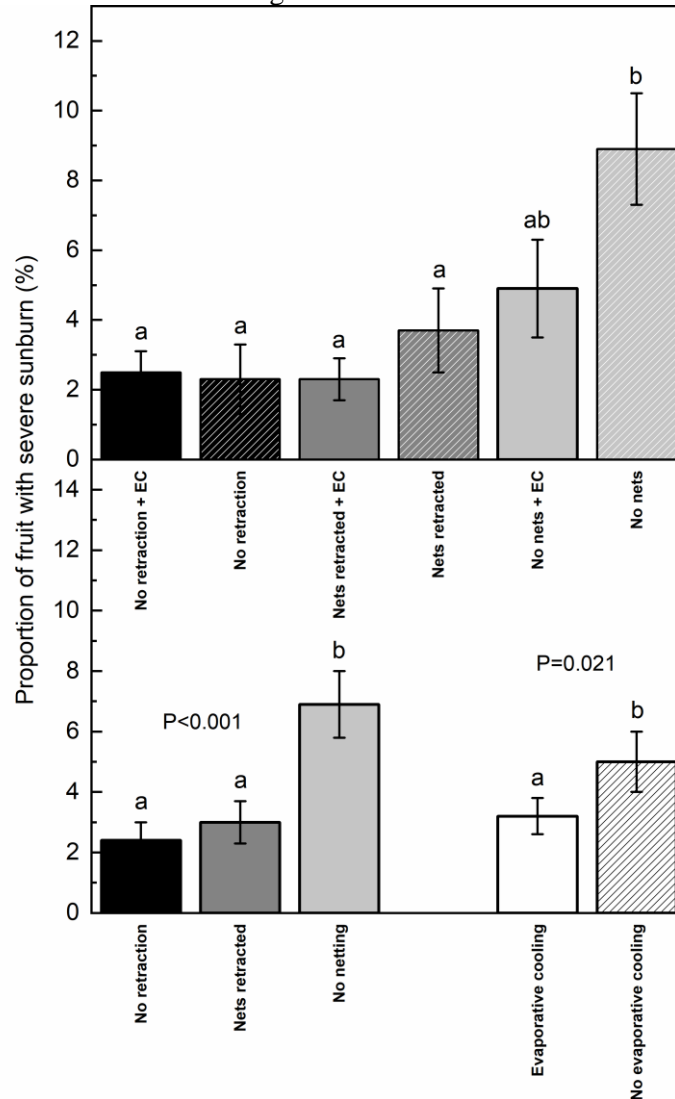 12
10
8
6
4
2
0
a
a
a
a
ab
b
No retraction + EC
No retraction
Nets retracted + EC
Nets retracted
No nets + EC
No nets
Proportion of fruit with severe sunburn (%)
14
12
10
8
6
4
2
0
P<0.001
P=0.021
a
a
b
a
b
No retraction
Nets retracted
No netting
Evaporative cooling
No evaporative cooling